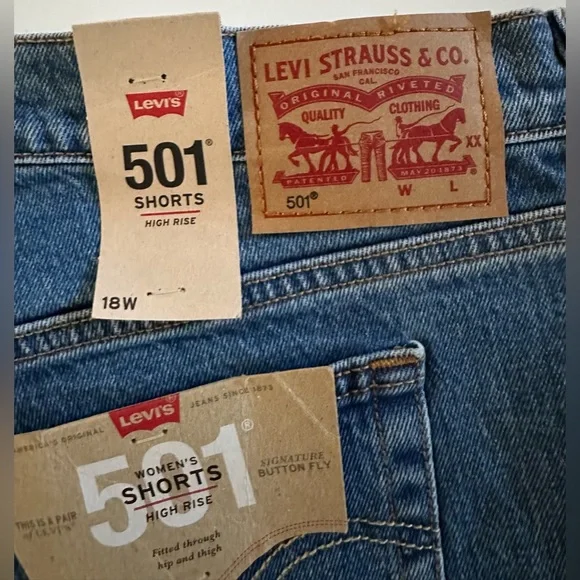 Levi's®
501®
SHORTS
HIGH RISE
18W
LEVI STRAUSS & CO.
SAN FRANCISCO
CAL.
ORIGINAL RIVETED
QUALITY CLOTHING
XX
PATENTED MAY 20 1873
501® W L
Levi's
AMERICA'S ORIGINAL JEANS SINCE 1873
501®
WOMEN'S
SHORTS
HIGH RISE
SIGNATURE
BUTTON FLY
THIS IS A PAIR
of LEVI'S®
Fitted through
hip and thigh